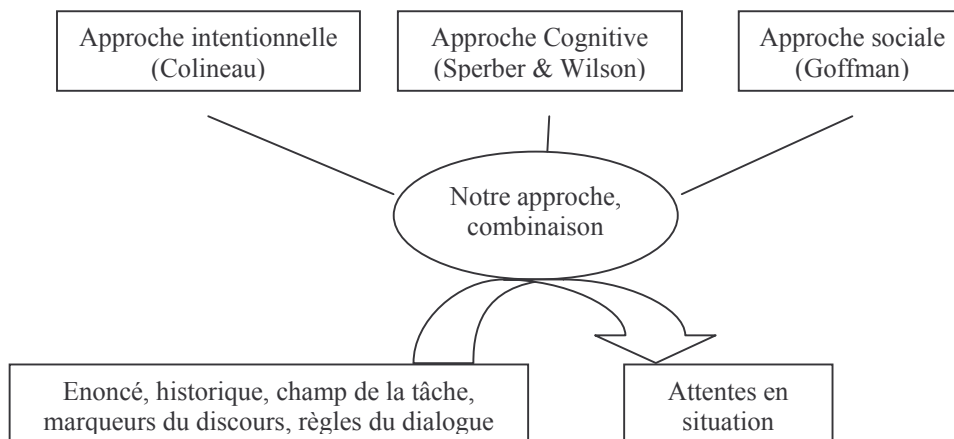 Approche intentionnelle
(Colineau)
Approche Cognitive
(Sperber & Wilson)
Approche sociale
(Goffman)
Notre approche,
combinaison
Enoncé, historique, champ de la tâche,
marqueurs du discours, règles du dialogue
Attentes en
situation